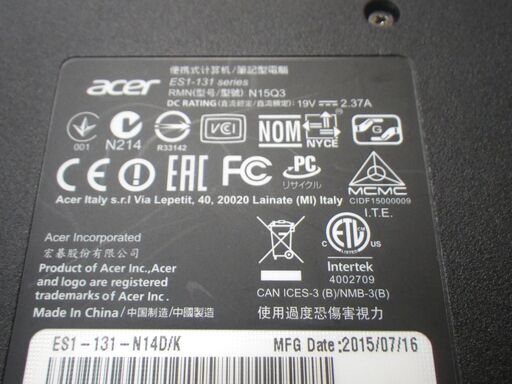 acer
便携式计算机/筆記型電腦
ES1-131 series
RMN(型号/型號): N15Q3
DC RATING(直流额定/直流額定): 19V⎓2.37A
001
N214
R33142
VCI
NOM
NYCE
G
CE
EAC
FC
PC
リサイクル
MCMC
CIDF15000009
Acer Italy s.r.l Via Lepetit, 40, 20020 Lainate (MI) Italy
I.T.E.
Acer Incorporated
宏碁股份有限公司
Product of Acer Inc.,Acer
and logo are registered
trademarks of Acer Inc.
Made In China/中国制造/中國製造
ETL
Intertek
4002709
CAN ICES-3 (B)/NMB-3(B)
使用過度恐傷害視力
ES1-131-N14D/K
MFG Date:2015/07/16